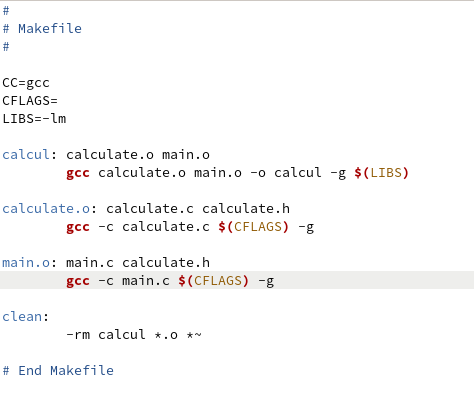 #
# Makefile
#
CC=gcc
CFLAGS=
LIBS=-lm
calcul: calculate.o main.o
gcc calculate.o main.o -o calcul -g $(LIBS)
calculate.o: calculate.c calculate.h
gcc -c calculate.c $(CFLAGS) -g
main.o: main.c calculate.h
gcc -c main.c $(CFLAGS) -g
clean:
-rm calcul *.o *~
# End Makefile